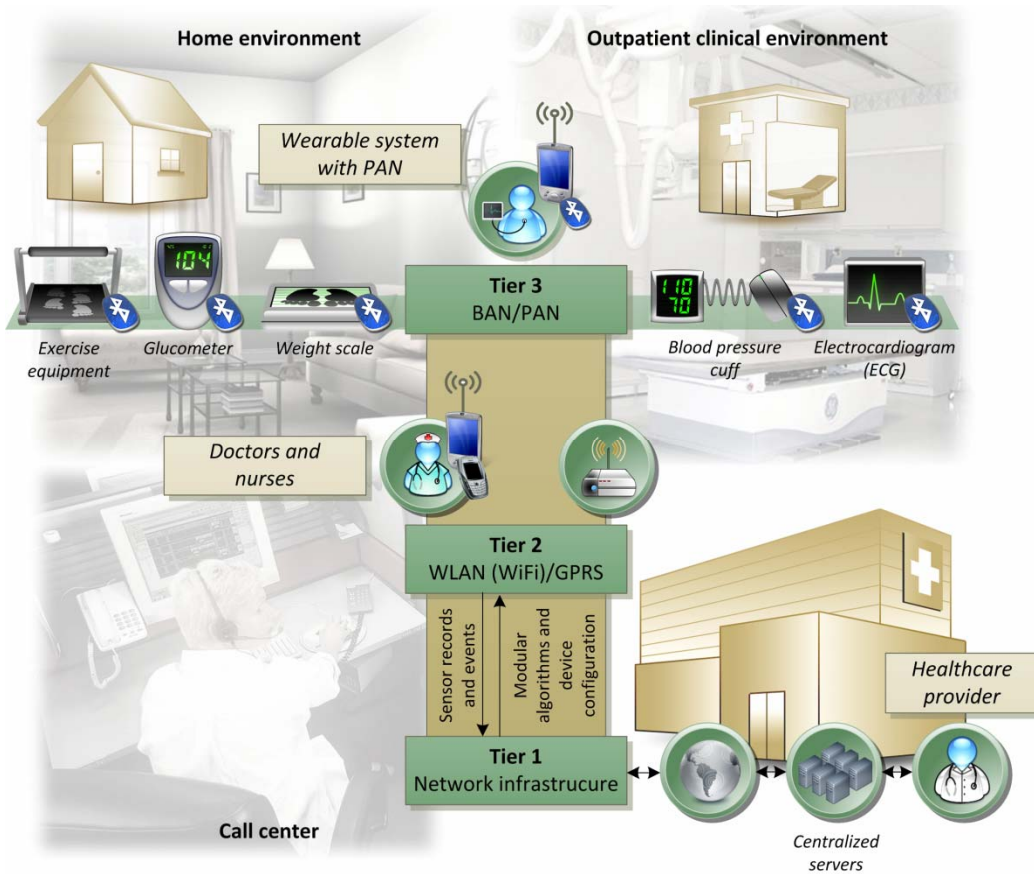 Home environment
Outpatient clinical environment
Wearable system
with PAN
104
110
70
Tier 3
BAN/PAN
Exercise
equipment
Glucometer
Weight scale
Blood pressure
cuff
Electrocardiogram
(ECG)
Doctors and
nurses
Tier 2
WLAN (WiFi)/GPRS
Sensor records
and events
Modular
algorithms and
device
configuration
Healthcare
provider
Tier 1
Network infrastrucure
Call center
Centralized
servers